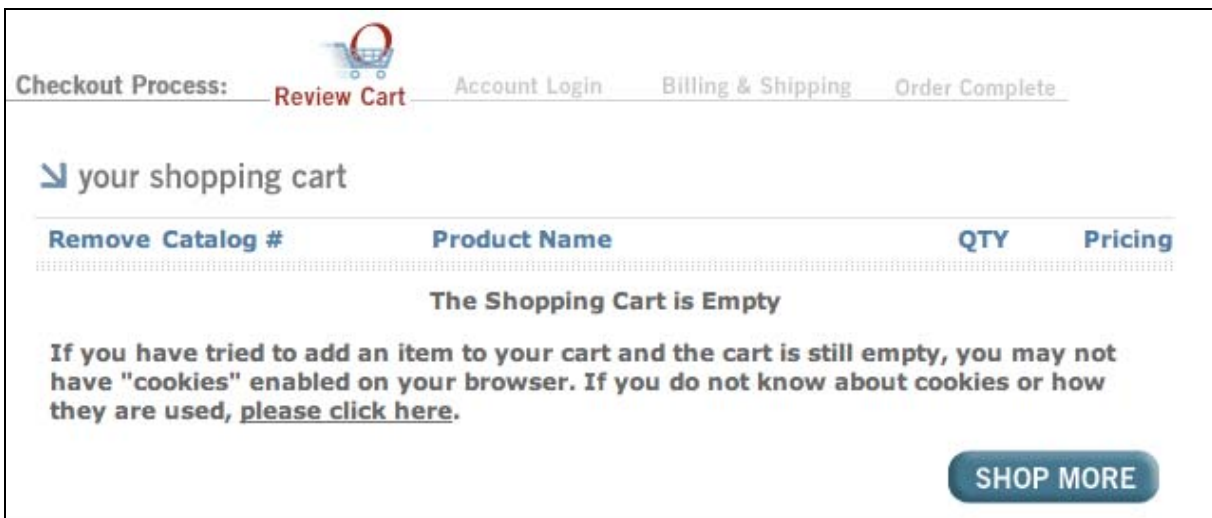 Checkout Process: Review Cart Account Login Billing & Shipping Order Complete
your shopping cart
Remove Catalog # Product Name QTY Pricing
The Shopping Cart is Empty
If you have tried to add an item to your cart and the cart is still empty, you may not
have "cookies" enabled on your browser. If you do not know about cookies or how
they are used, please click here.
SHOP MORE